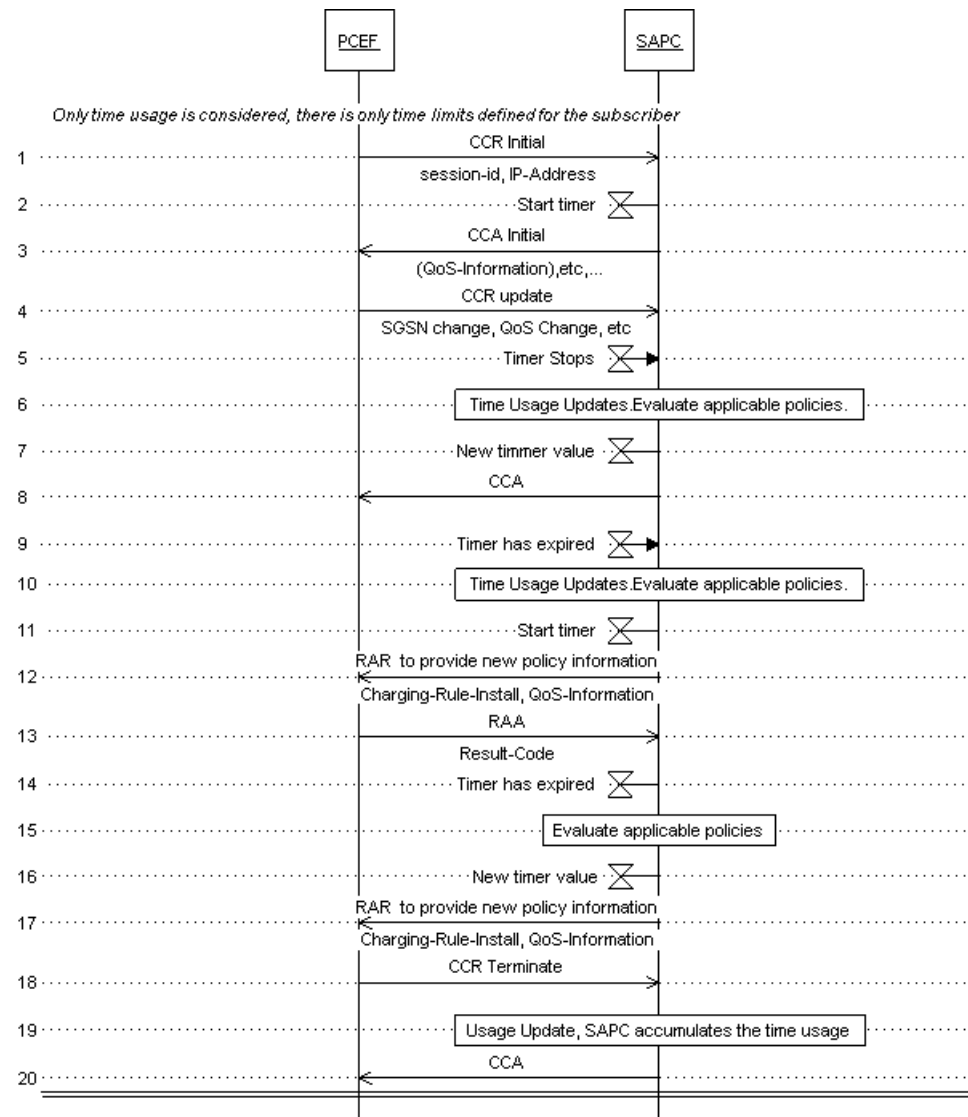 PCEF SAPC
Only time usage is considered, there is only time limits defined for the subscriber
CCR Initial
1
session-id, IP-Address
2 Start timer
CCA Initial
3
(QoS-Information),etc,...
CCR update
4
SGSN change, QoS Change, etc
5 Timer Stops
6 Time Usage Updates.Evaluate applicable policies.
7 New timmer value
CCA
8
9 Timer has expired
10 Time Usage Updates.Evaluate applicable policies.
11 Start timer
RAR to provide new policy information
12
Charging-Rule-Install, QoS-Information
RAA
13
Result-Code
14 Timer has expired
15 Evaluate applicable policies
16 New timer value
RAR to provide new policy information
17
Charging-Rule-Install, QoS-Information
CCR Terminate
18
19 Usage Update, SAPC accumulates the time usage
CCA
20